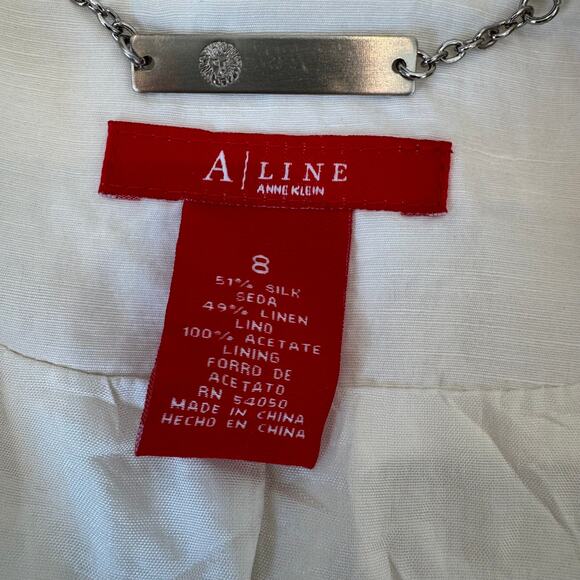 A|LINE
ANNE KLEIN
8
51% SILK
SEDA
49% LINEN
LINO
100% ACETATE
LINING
FORRO DE
ACETATO
RN 54050
MADE IN CHINA
HECHO EN CHINA